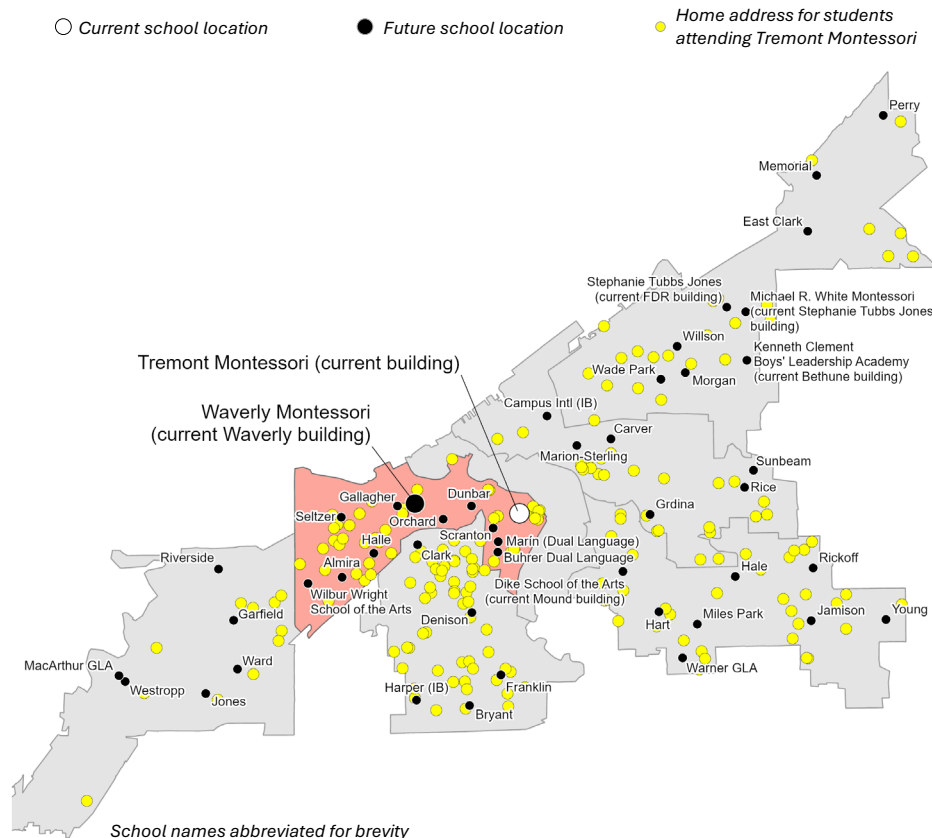 Current school location
Future school location
Home address for students
attending Tremont Montessori
Perry
Memorial
East Clark
Stephanie Tubbs Jones
(current FDR building)
Michael R. White Montessori
(current Stephanie Tubbs Jones
building)
Willson
Kenneth Clement
Boys' Leadership Academy
(current Bethune building)
Tremont Montessori (current building)
Wade Park
Morgan
Waverly Montessori
(current Waverly building)
Campus Intl (IB)
Carver
Marion-Sterling
Sunbeam
Rice
Gallagher
Dunbar
Seltzer
Orchard
Grdina
Scranton
Halle
Marin (Dual Language)
Riverside
Clark
Buhrer Dual Language
Almira
Hale
Rickoff
Wilbur Wright
School of the Arts
Dike School of the Arts
(current Mound building)
Garfield
Denison
Hart
Miles Park
Jamison
Young
MacArthur GLA
Ward
Warner GLA
Westropp
Jones
Harper (IB)
Franklin
Bryant
School names abbreviated for brevity